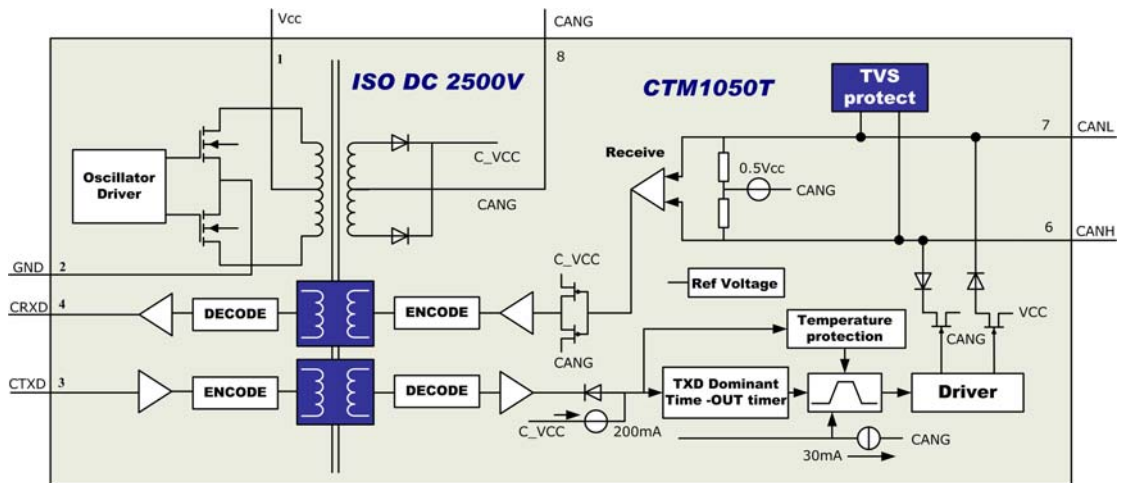 Vcc
CANG
1
8
ISO DC 2500V
CTM1050T
TVS
protect
7
CANL
Receive
0.5Vcc
C_VCC
CANG
Oscillator
Driver
CANG
6
CANH
GND
2
C_VCC
Ref Voltage
CRXD
4
DECODE
ENCODE
Temperature
protection
VCC
CANG
CANG
CTXD
3
ENCODE
DECODE
TXD Dominant
Time -OUT timer
Driver
C_VCC
200mA
CANG
30mA